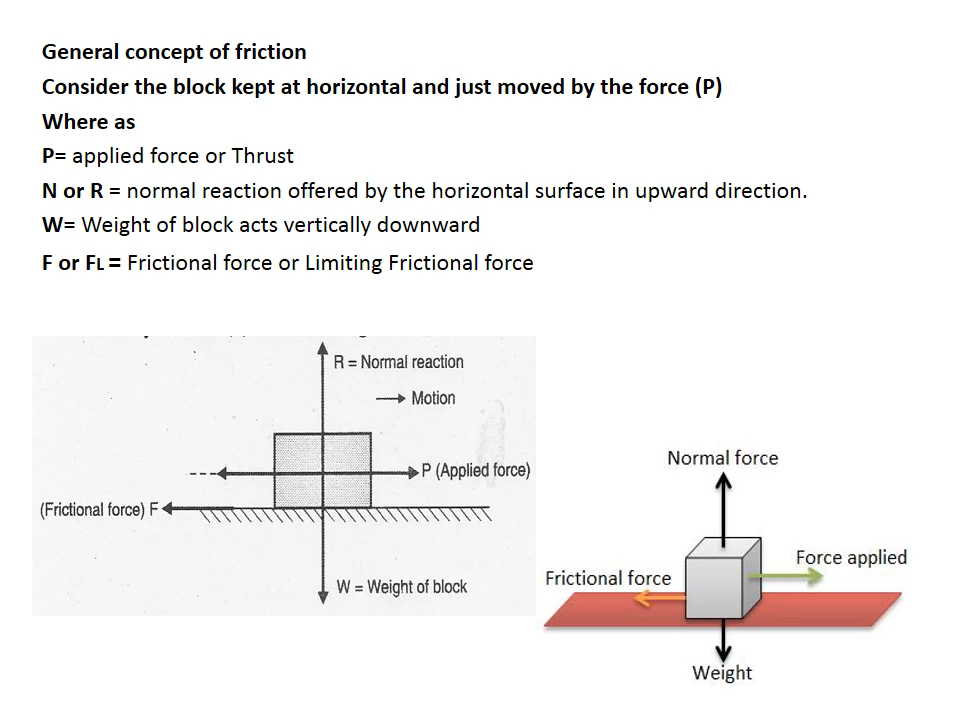 General concept of friction
Consider the block kept at horizontal and just moved by the force (P)
Where as
P= applied force or Thrust
N or R = normal reaction offered by the horizontal surface in upward direction.
W= Weight of block acts vertically downward
F or FL = Frictional force or Limiting Frictional force
R = Normal reaction
Motion
P (Applied force)
(Frictional force) F
W = Weight of block
Normal force
Force applied
Frictional force
Weight